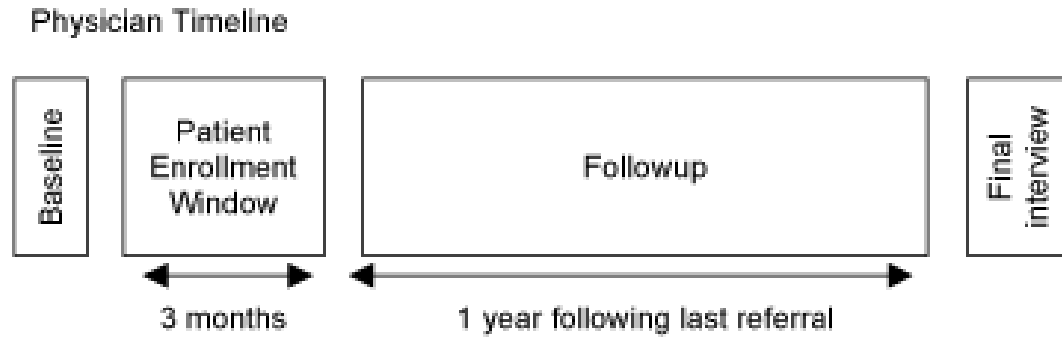 Physician Timeline
Baseline
Patient
Enrollment
Window
Followup
Final
interview
3 months
1 year following last referral